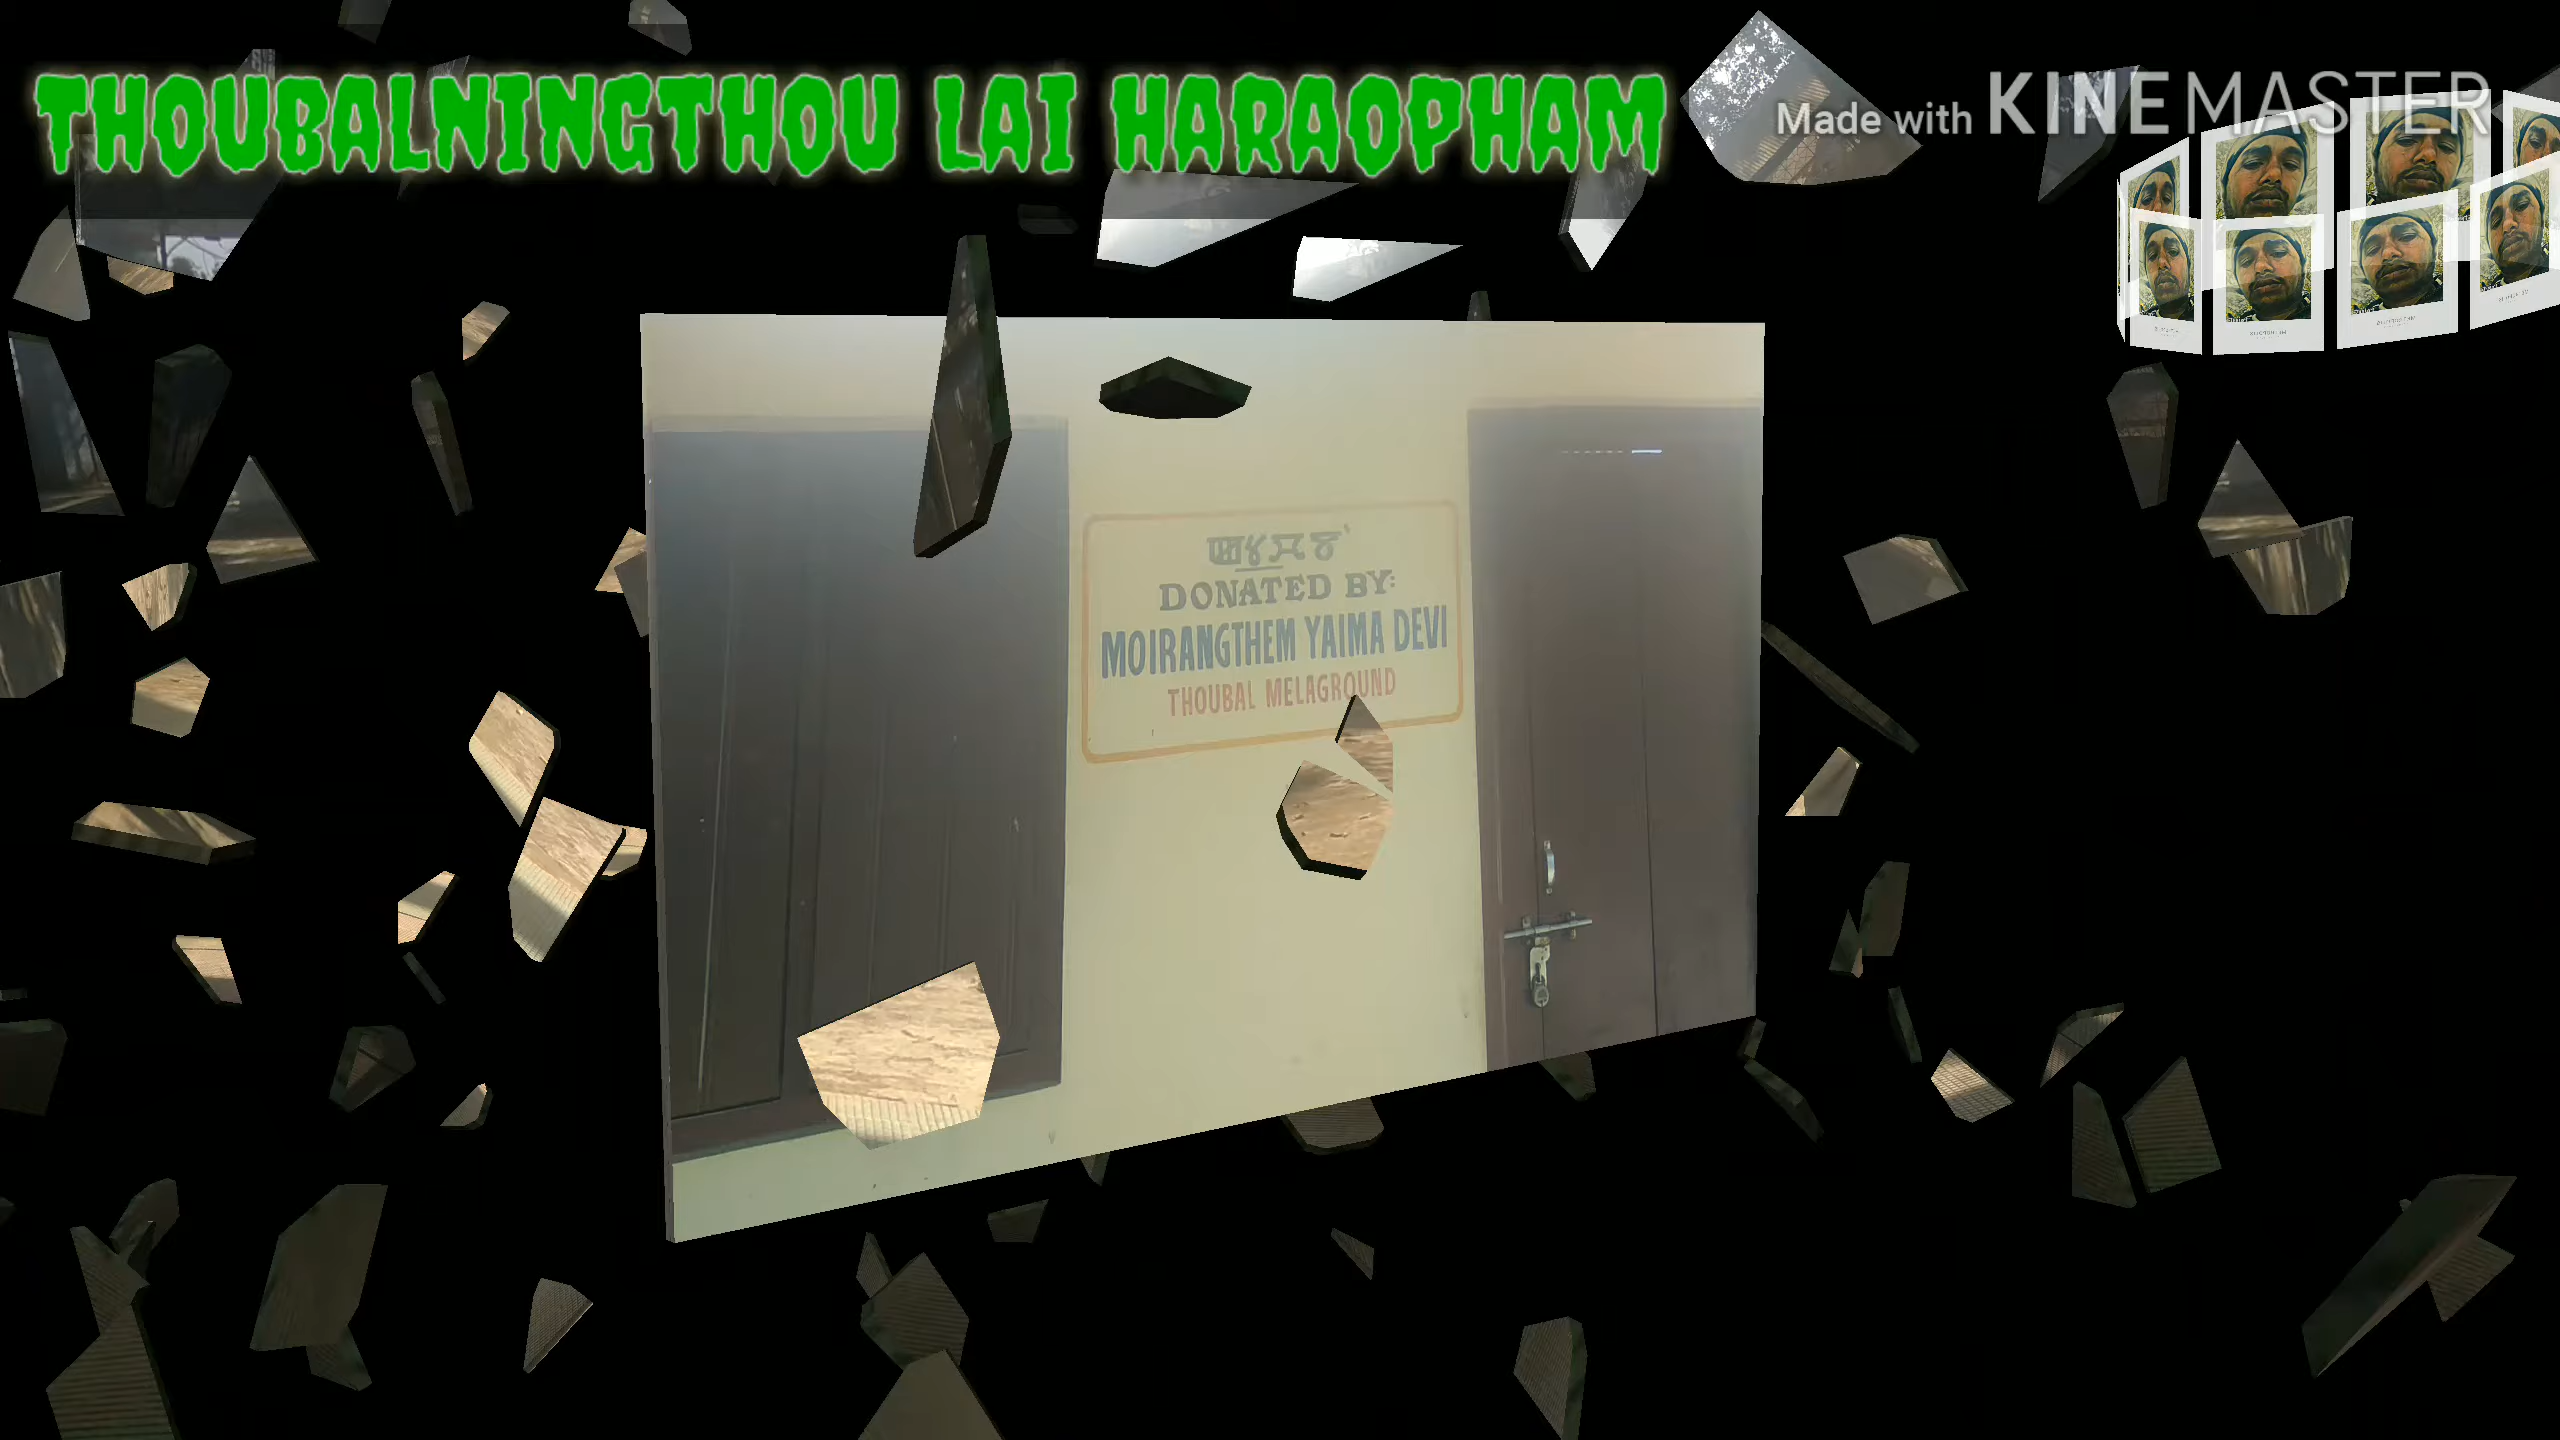 THOUBALNINGTHOU LAI HARAOPHAM
Made with KINEMASTER
DONATED BY:
MOIRANGTHEM YAIMA DEVI
THOUBAL MELAGROUND